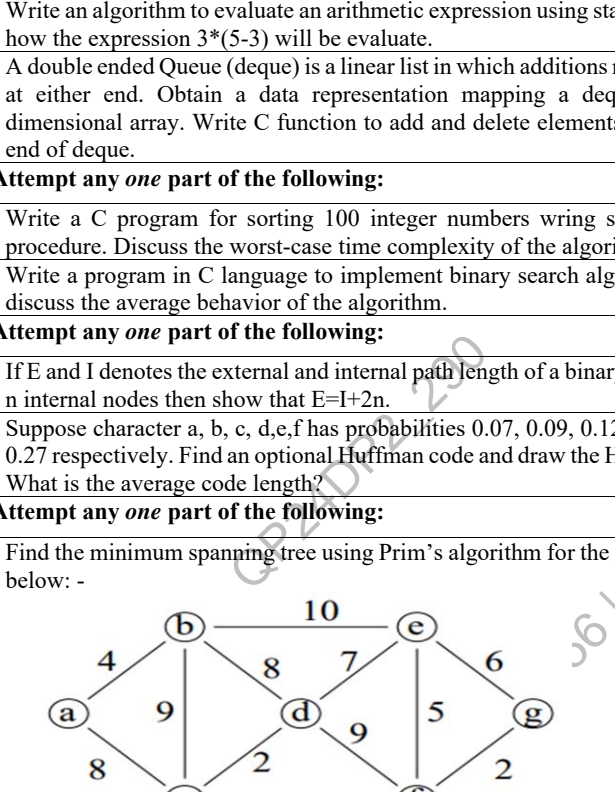 Write an algorithm to evaluate an arithmetic expression using
how the expression 3*(5-3) will be evaluate.
A double ended Queue (deque) is a linear list in which additions
at either end. Obtain a data representation mapping a
dimensional array. Write C function to add and delete
end of deque.
Attempt any one part of the following:
Write a C program for sorting 100 integer numbers wring
procedure. Discuss the worst-case time complexity of the
Write a program in C language to implement binary search
discuss the average behavior of the algorithm.
Attempt any one part of the following:
If E and I denotes the external and internal path length of a
n internal nodes then show that E=I+2n.
Suppose character a, b, c, d,e,f has probabilities 0.07, 0.09,
0.27 respectively. Find an optional Huffman code and draw the
What is the average code length?
Attempt any one part of the following:
QP24DP2_290
Find the minimum spanning tree using Prim's algorithm for the
below: -
b 10 e
4 8 7 6
a 9 d 9 5 g
8 2 2